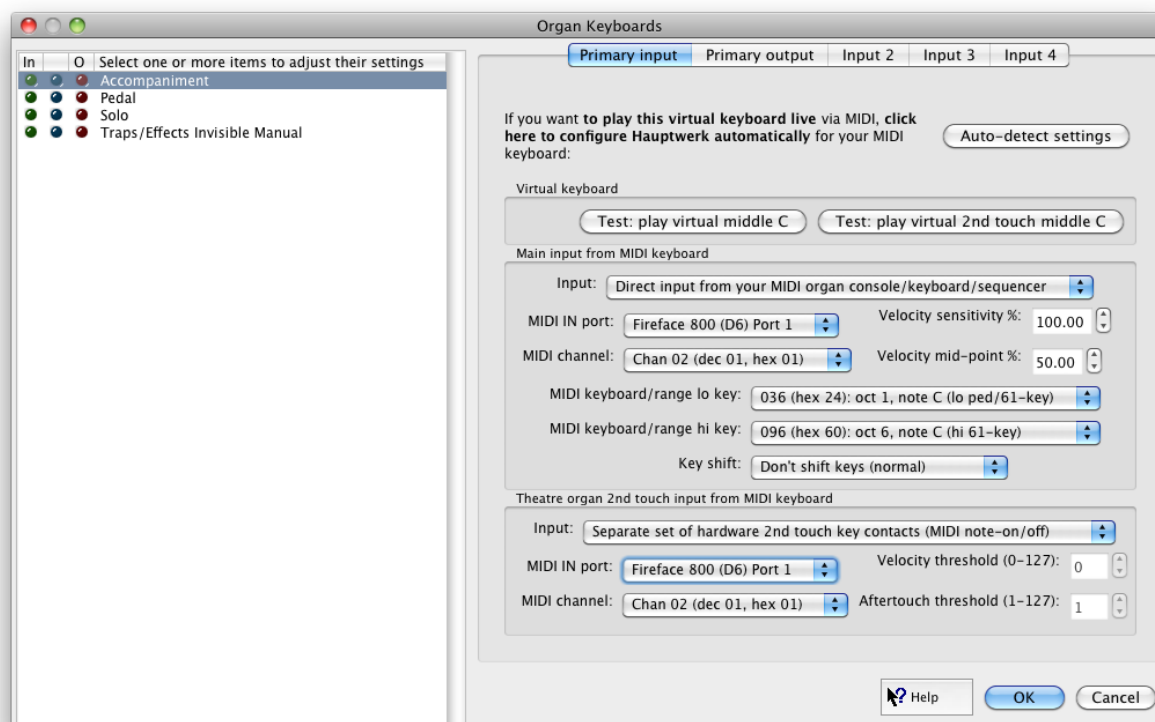 Organ Keyboards
In O Select one or more items to adjust their settings
Accompaniment
Pedal
Solo
Traps/Effects Invisible Manual
Primary input Primary output Input 2 Input 3 Input 4
If you want to play this virtual keyboard live via MIDI, click
here to configure Hauptwerk automatically for your MIDI
keyboard:
Auto-detect settings
Virtual keyboard
Test: play virtual middle C Test: play virtual 2nd touch middle C
Main input from MIDI keyboard
Input: Direct input from your MIDI organ console/keyboard/sequencer
MIDI IN port: Fireface 800 (D6) Port 1 Velocity sensitivity %: 100.00
MIDI channel: Chan 02 (dec 01, hex 01) Velocity mid-point %: 50.00
MIDI keyboard/range lo key: 036 (hex 24): oct 1, note C (lo ped/61-key)
MIDI keyboard/range hi key: 096 (hex 60): oct 6, note C (hi 61-key)
Key shift: Don't shift keys (normal)
Theatre organ 2nd touch input from MIDI keyboard
Input: Separate set of hardware 2nd touch key contacts (MIDI note-on/off)
MIDI IN port: Fireface 800 (D6) Port 1 Velocity threshold (0-127): 0
MIDI channel: Chan 02 (dec 01, hex 01) Aftertouch threshold (1-127): 1
Help OK Cancel